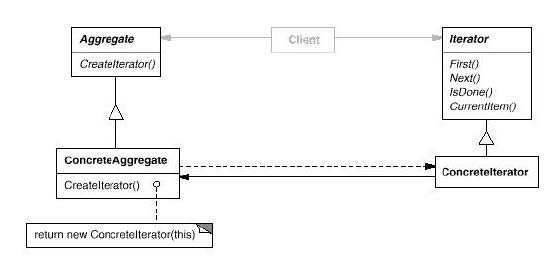 Aggregate
CreateIterator()
Client
Iterator
First()
Next()
IsDone()
CurrentItem()
ConcreteAggregate
CreateIterator()
ConcreteIterator
return new ConcreteIterator(this)